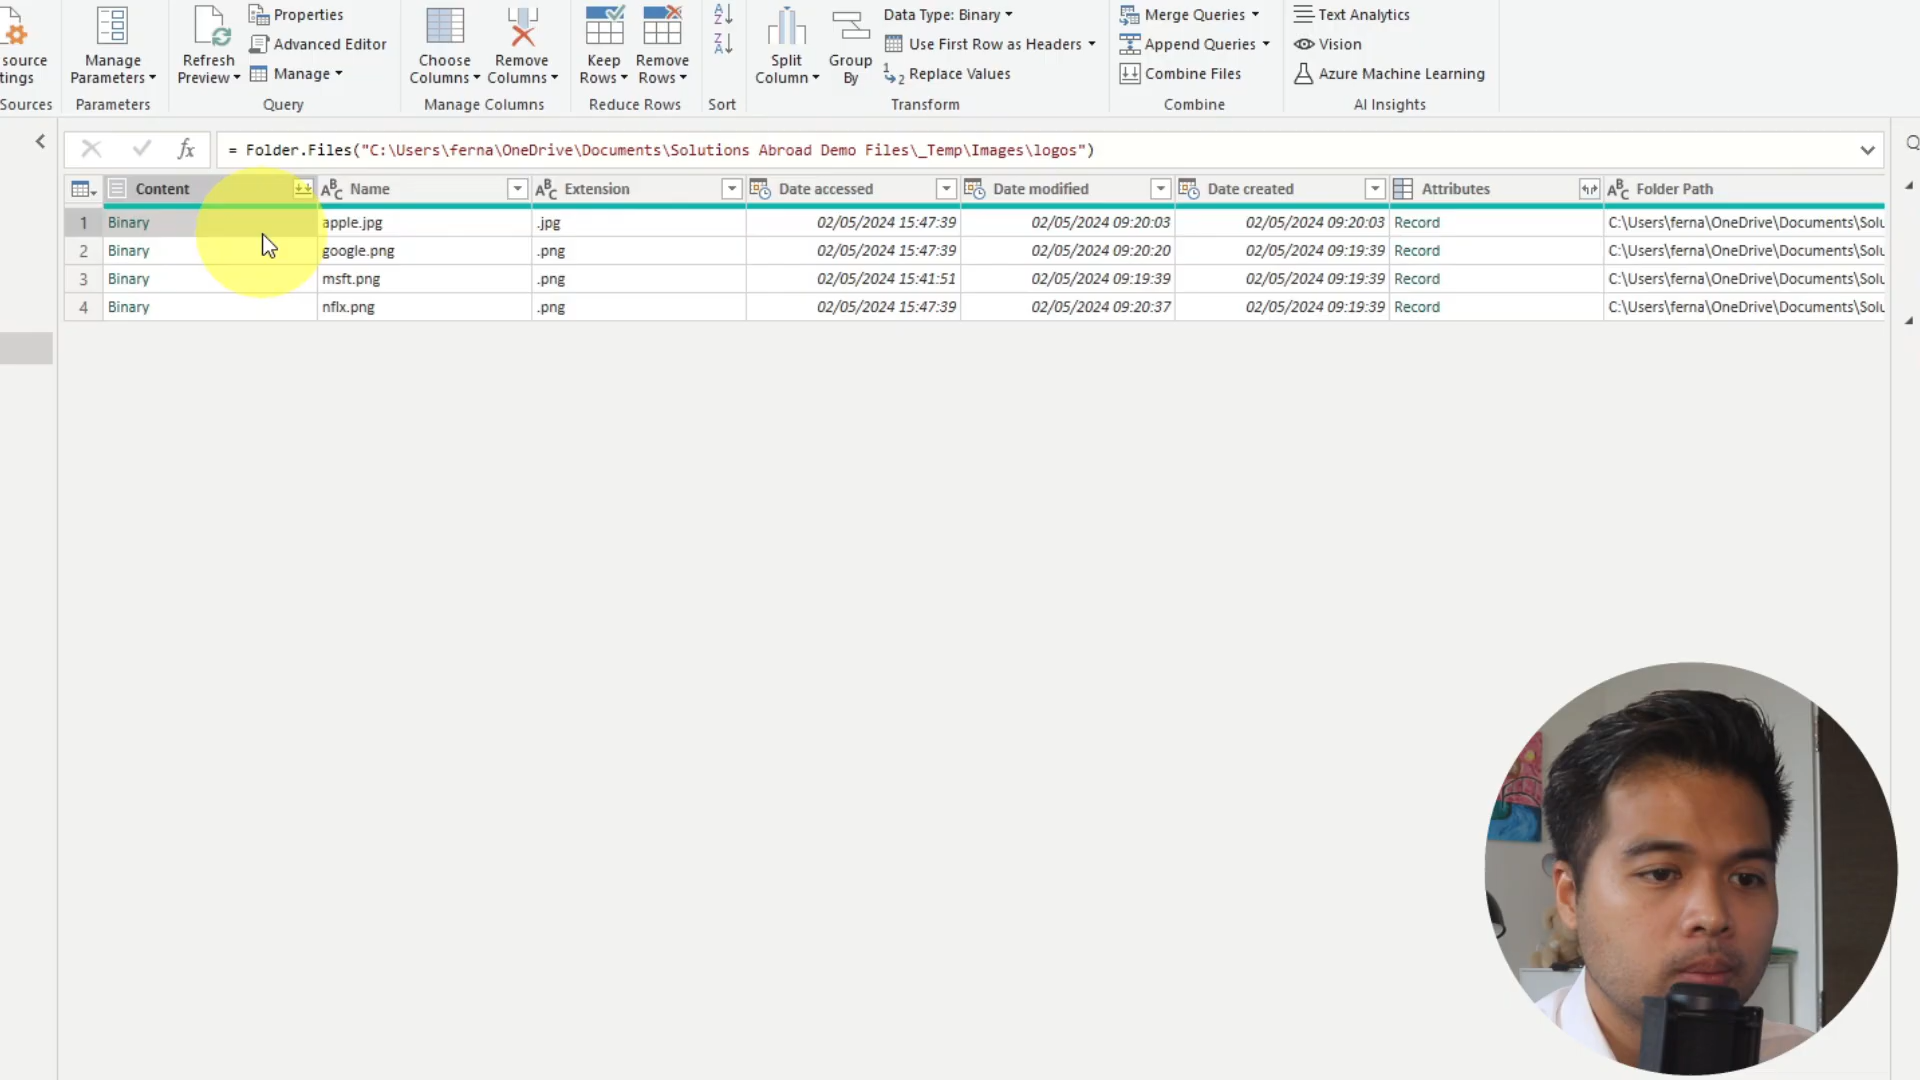 source
tings
Sources
Manage
Parameters
Parameters
Refresh
Preview
Properties
Advanced Editor
Manage
Query
Choose
Columns
Remove
Columns
Manage Columns
Keep
Rows
Remove
Rows
Reduce Rows
A
Z
Z
A
Sort
Split
Column
Group
By
Data Type: Binary
Use First Row as Headers
1
2
Replace Values
Transform
Merge Queries
Append Queries
Combine Files
Combine
Text Analytics
Vision
Azure Machine Learning
AI Insights
fx
= Folder.Files("C:\Users\ferna\OneDrive\Documents\Solutions Abroad Demo Files\_Temp\Images\logos")
Content ABC Name ABC Extension Date accessed Date modified Date created Attributes ABC Folder Path
1 Binary apple.jpg .jpg 02/05/2024 15:47:39 02/05/2024 09:20:03 02/05/2024 09:20:03 Record C:\Users\ferna\OneDrive\Documents\Solu
2 Binary google.png .png 02/05/2024 15:47:39 02/05/2024 09:20:20 02/05/2024 09:19:39 Record C:\Users\ferna\OneDrive\Documents\Solu
3 Binary msft.png .png 02/05/2024 15:41:51 02/05/2024 09:19:39 02/05/2024 09:19:39 Record C:\Users\ferna\OneDrive\Documents\Solu
4 Binary nflx.png .png 02/05/2024 15:47:39 02/05/2024 09:20:37 02/05/2024 09:19:39 Record C:\Users\ferna\OneDrive\Documents\Solu